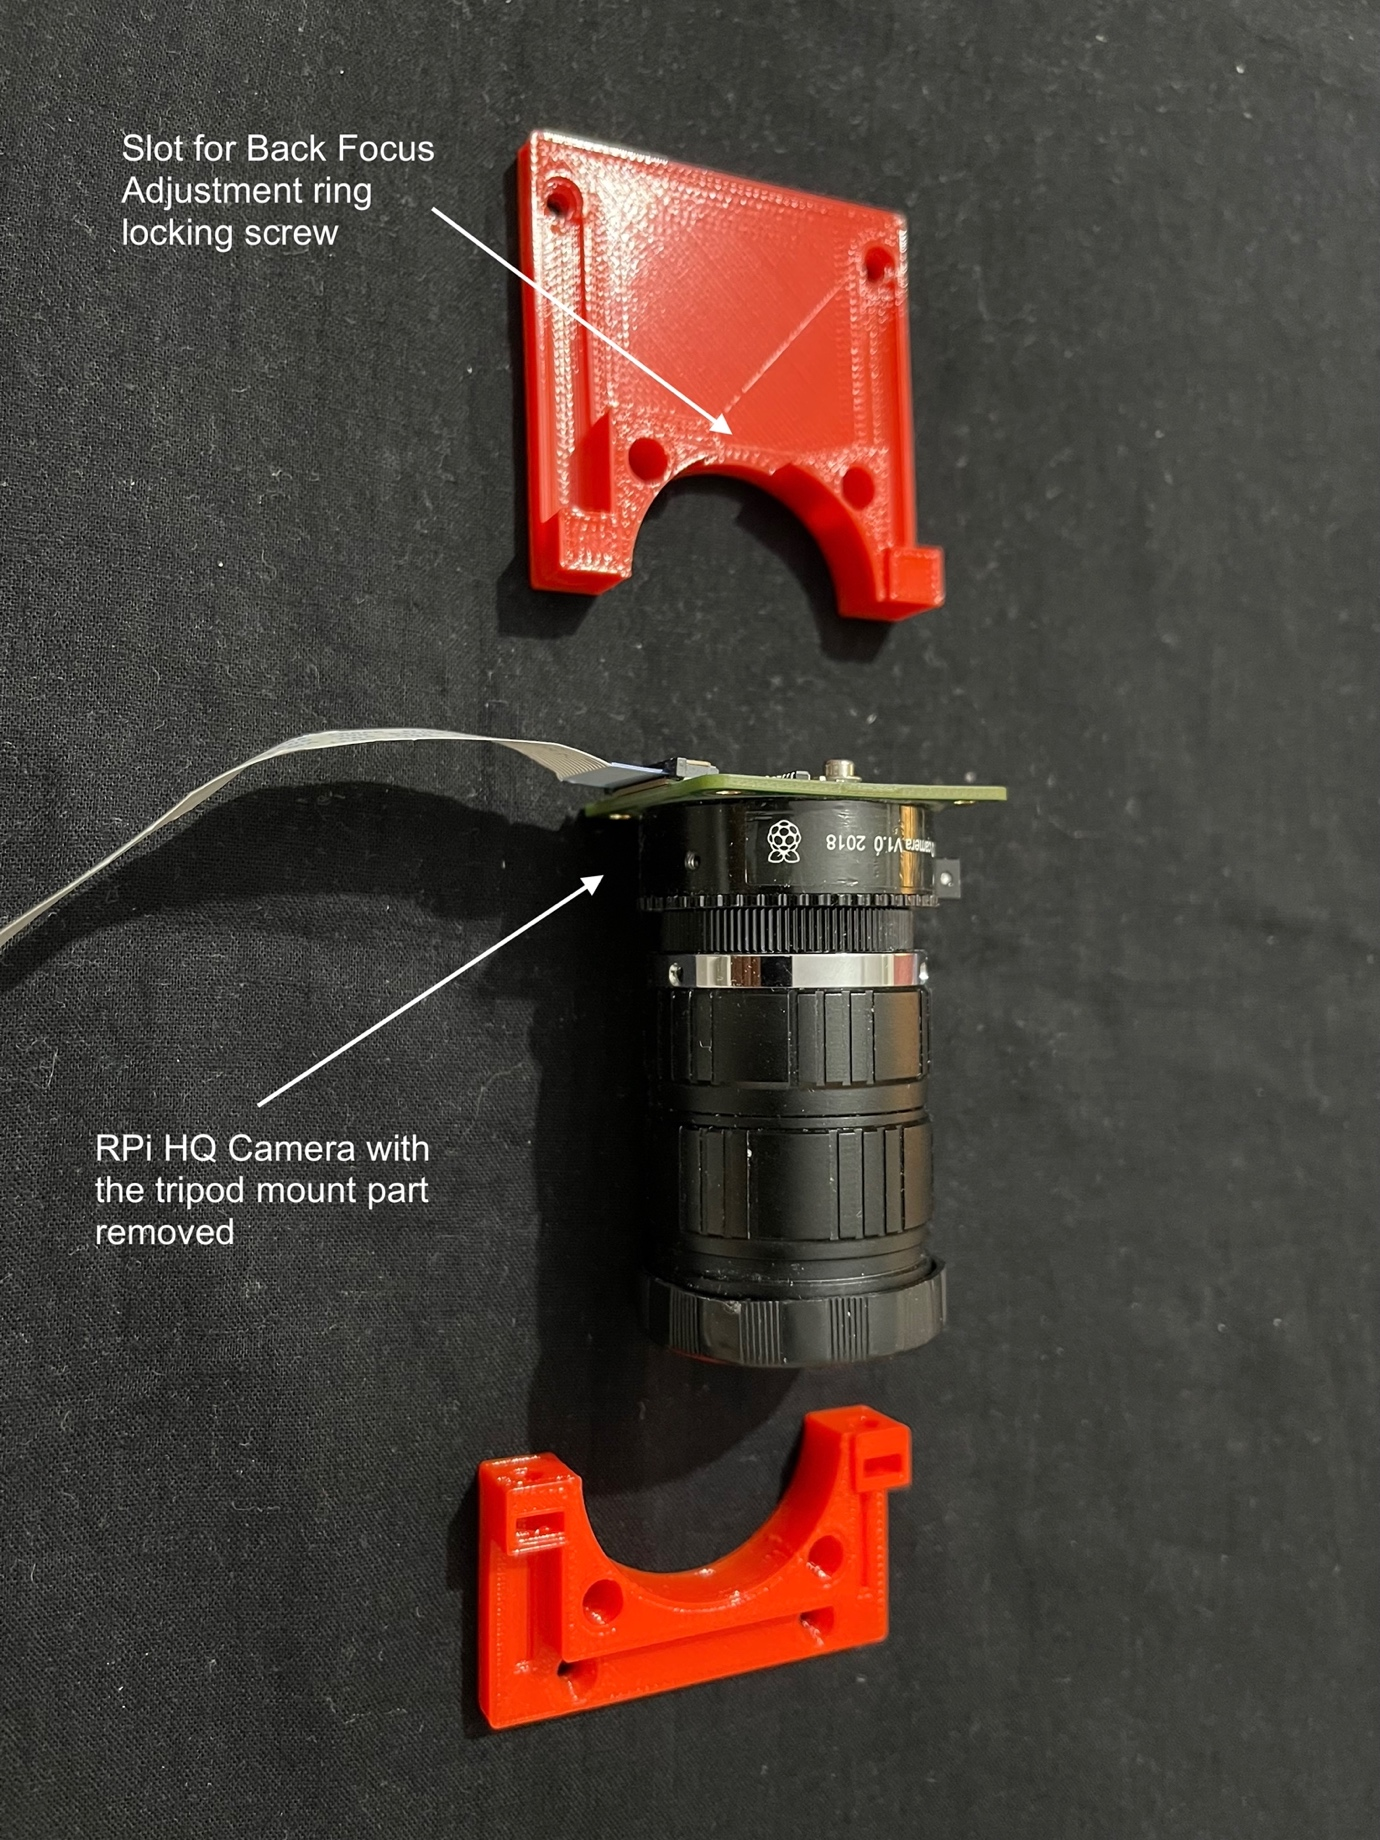 Slot for Back Focus
Adjustment ring
locking screw
camera V1.0 2018
RPi HQ Camera with
the tripod mount part
removed